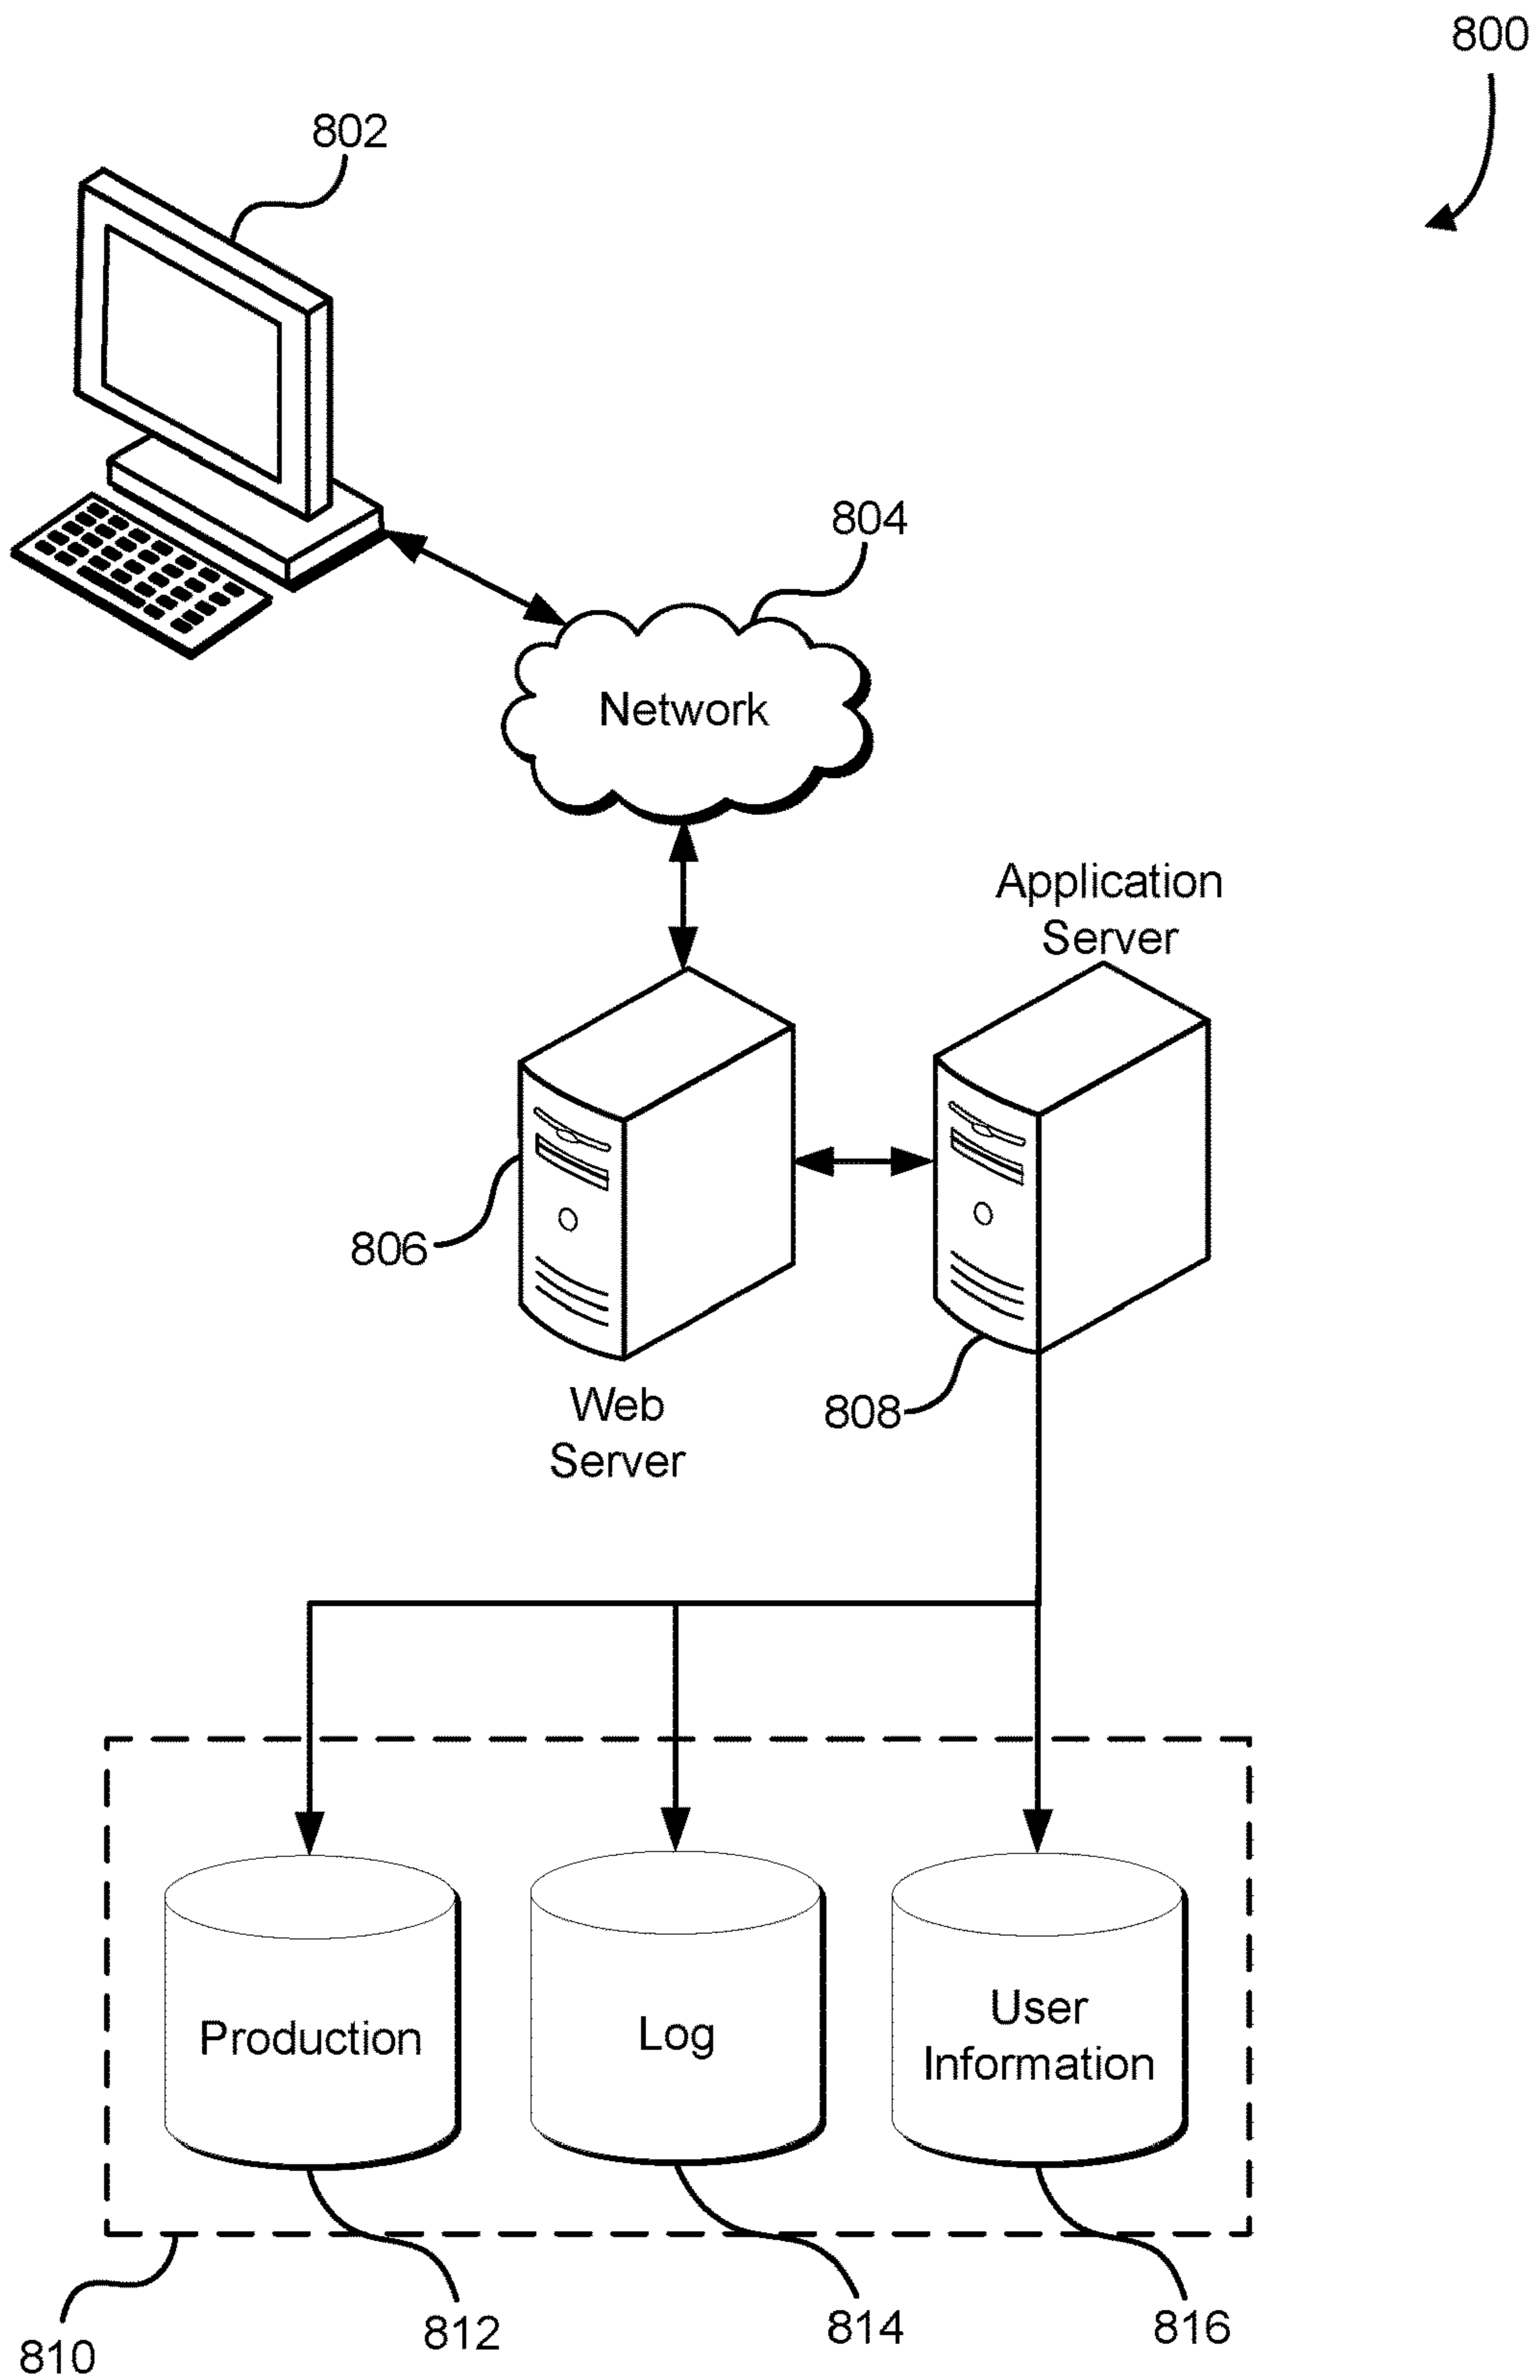 800
802
804
Network
Application
Server
806
Web
Server
808
Production
Log
User
Information
810
812
814
816